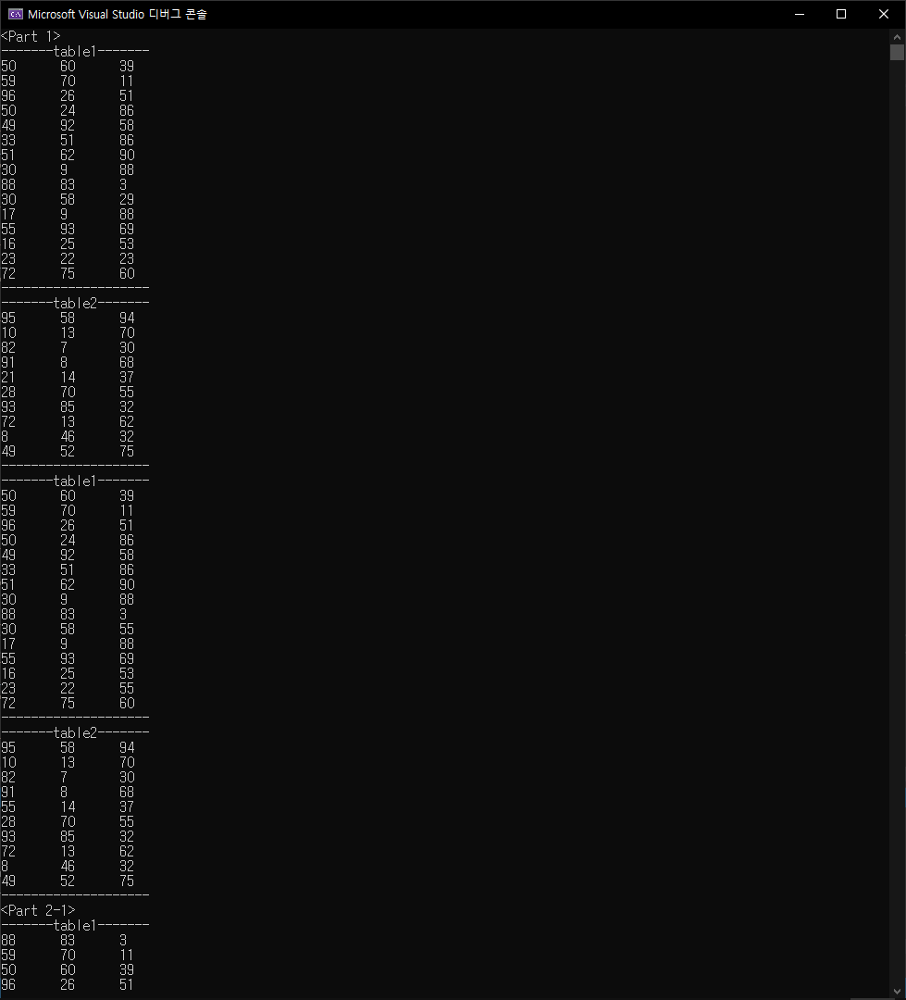 Microsoft Visual Studio 디버그 콘솔
<Part 1>
-------table1-------
50	60	39
59	70	11
96	26	51
50	24	86
49	92	58
33	51	86
51	62	90
30	9	88
88	83	3
30	58	29
17	9	88
55	93	69
16	25	53
23	22	23
72	75	60
--------------------
-------table2-------
95	58	94
10	13	70
82	7	30
91	8	68
21	14	37
28	70	55
93	85	32
72	13	62
8	46	32
49	52	75
--------------------
-------table1-------
50	60	39
59	70	11
96	26	51
50	24	86
49	92	58
33	51	86
51	62	90
30	9	88
88	83	3
30	58	55
17	9	88
55	93	69
16	25	53
23	22	55
72	75	60
--------------------
-------table2-------
95	58	94
10	13	70
82	7	30
91	8	68
55	14	37
28	70	55
93	85	32
72	13	62
8	46	32
49	52	75
--------------------
<Part 2-1>
-------table1-------
88	83	3
59	70	11
50	60	39
96	26	51